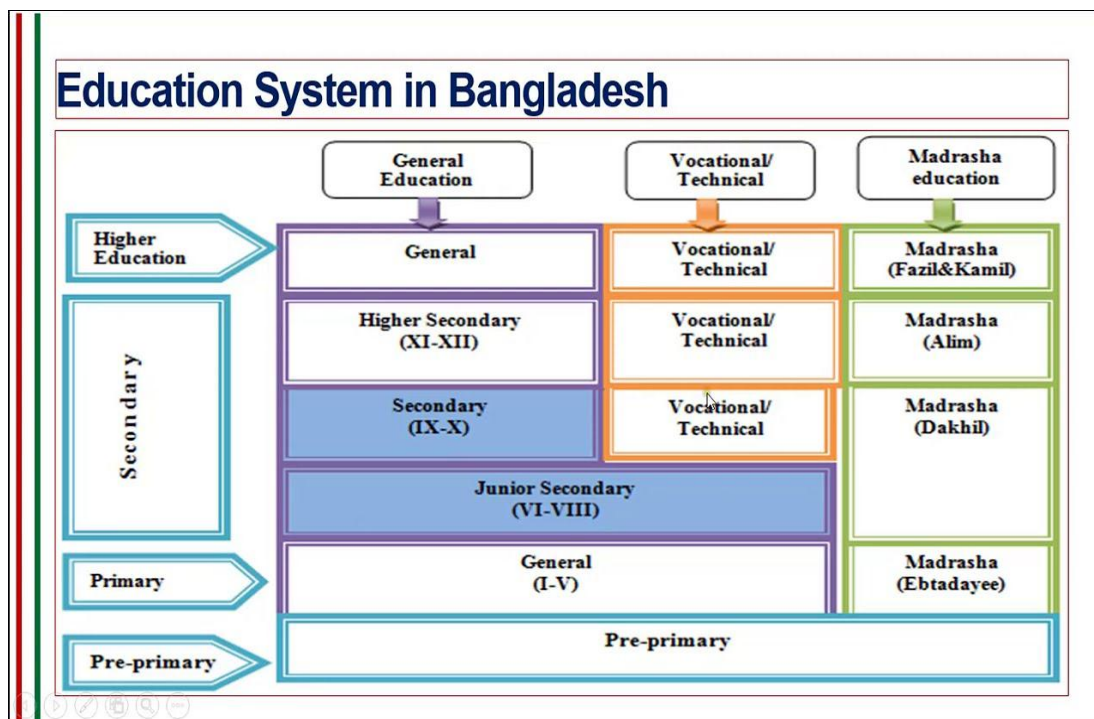 Education System in Bangladesh
General
Education
Vocational/
Technical
Madrasha
education
Higher
Education
General
Vocational/
Technical
Madrasha
(Fazil&Kamil)
Secondary
Higher Secondary
(XI-XII)
Vocational/
Technical
Madrasha
(Alim)
Secondary
(IX-X)
Vocational/
Technical
Madrasha
(Dakhil)
Junior Secondary
(VI-VIII)
Primary
General
(I-V)
Madrasha
(Ebtadayee)
Pre-primary
Pre-primary